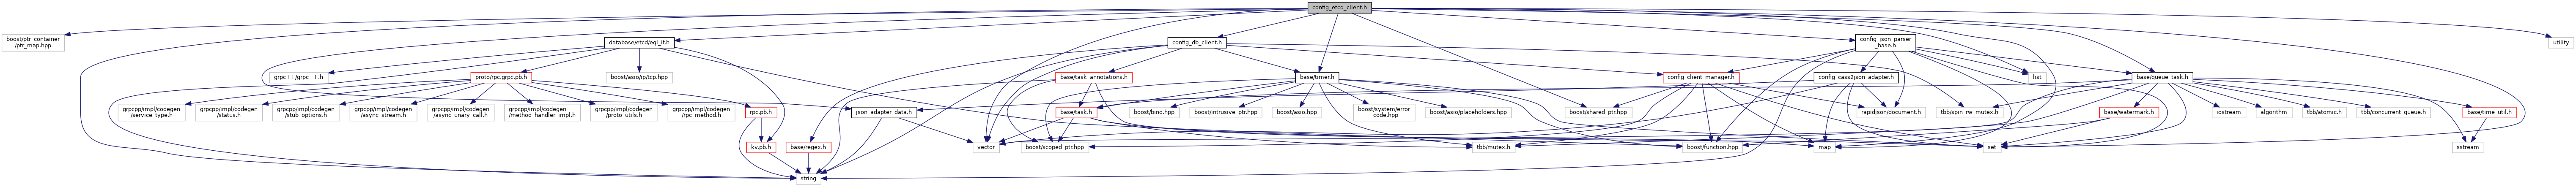 config_etcd_client.h
boost/ptr_container
/ptr_map.hpp
database/etcd/eql_if.h
config_db_client.h
config_json_parser
_base.h
utility
grpc++/grpc++.h
proto/rpc.grpc.pb.h
boost/asio/ip/tcp.hpp
base/task_annotations.h
base/timer.h
config_client_manager.h
config_cass2json_adapter.h
list
base/queue_task.h
grpcpp/impl/codegen
/service_type.h
grpcpp/impl/codegen
/status.h
grpcpp/impl/codegen
/stub_options.h
grpcpp/impl/codegen
/async_stream.h
grpcpp/impl/codegen
/async_unary_call.h
grpcpp/impl/codegen
/method_handler_impl.h
grpcpp/impl/codegen
/proto_utils.h
grpcpp/impl/codegen
/rpc_method.h
rpc.pb.h
json_adapter_data.h
base/task.h
boost/bind.hpp
boost/intrusive_ptr.hpp
boost/asio.hpp
boost/system/error
_code.hpp
boost/asio/placeholders.hpp
boost/shared_ptr.hpp
rapidjson/document.h
tbb/spin_rw_mutex.h
base/watermark.h
iostream
algorithm
tbb/atomic.h
tbb/concurrent_queue.h
base/time_util.h
kv.pb.h
base/regex.h
vector
boost/scoped_ptr.hpp
tbb/mutex.h
boost/function.hpp
map
set
sstream
string